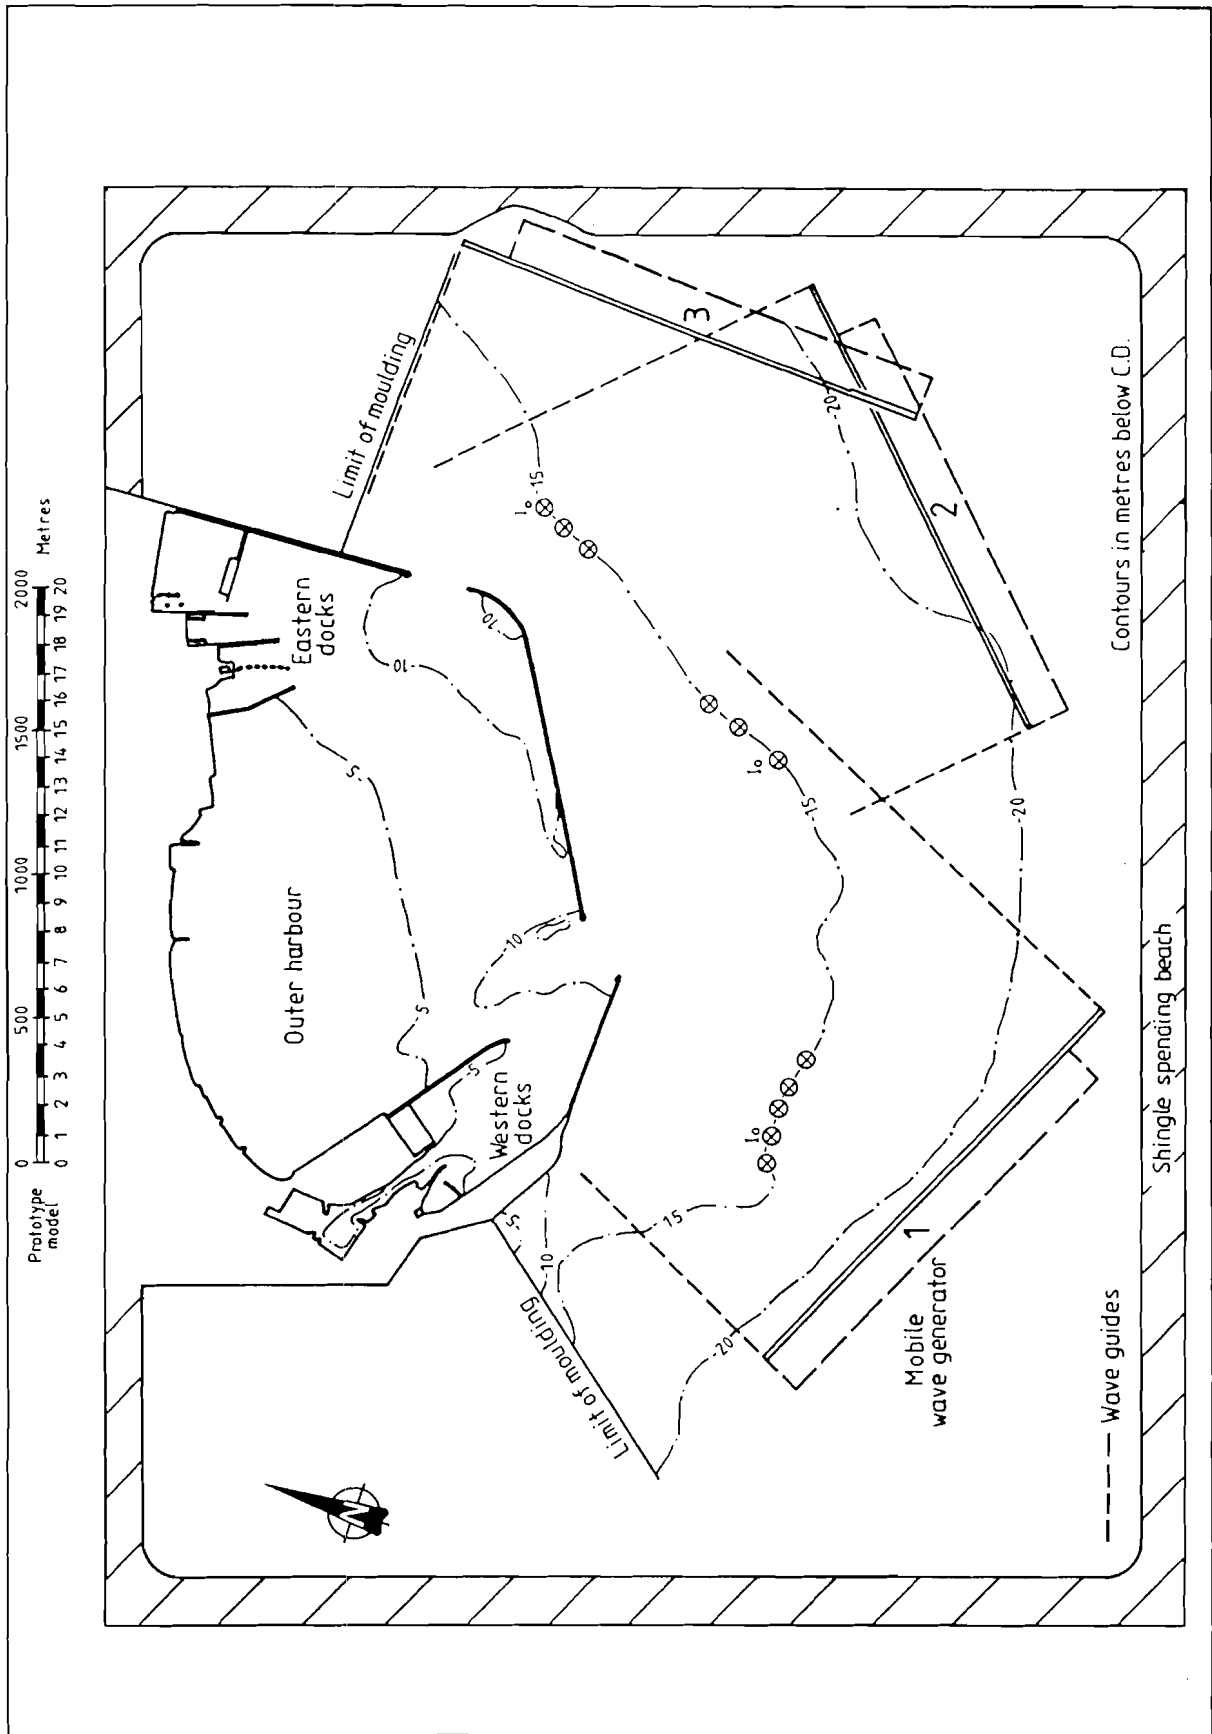 Prototype
model
0 500 1000 1500 2000
0 1 2 3 4 5 6 7 8 9 10 11 12 13 14 15 16 17 18 19 20
Metres
Eastern
docks
Outer harbour
Western
docks
Limit of moulding
Limit of moulding
-5
-5
-5
-5
-10
-10
-10
-10
-15
-15
-15
-20
-20
-20
I₀
I₀
I₀
1
2
3
Mobile
wave generator
N
Wave guides
Contours in metres below C.D.
Shingle spending beach